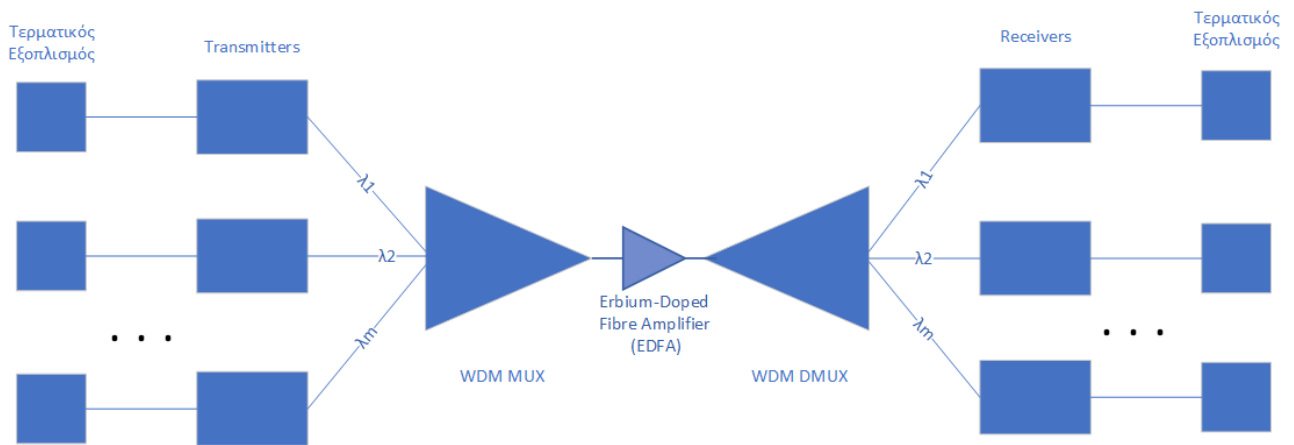 Τερματικός
Εξοπλισμός
Transmitters
Receivers
Τερματικός
Εξοπλισμός
λ1
λ1
λ2
λ2
λm
λm
Erbium-Doped
Fibre Amplifier
(EDFA)
WDM MUX
WDM DMUX